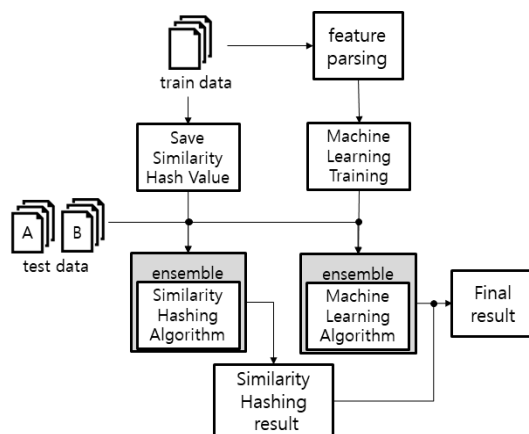 feature
parsing
train data
Save
Similarity
Hash Value
Machine
Learning
Training
A
B
test data
ensemble
Similarity
Hashing
Algorithm
ensemble
Machine
Learning
Algorithm
Final
result
Similarity
Hashing
result